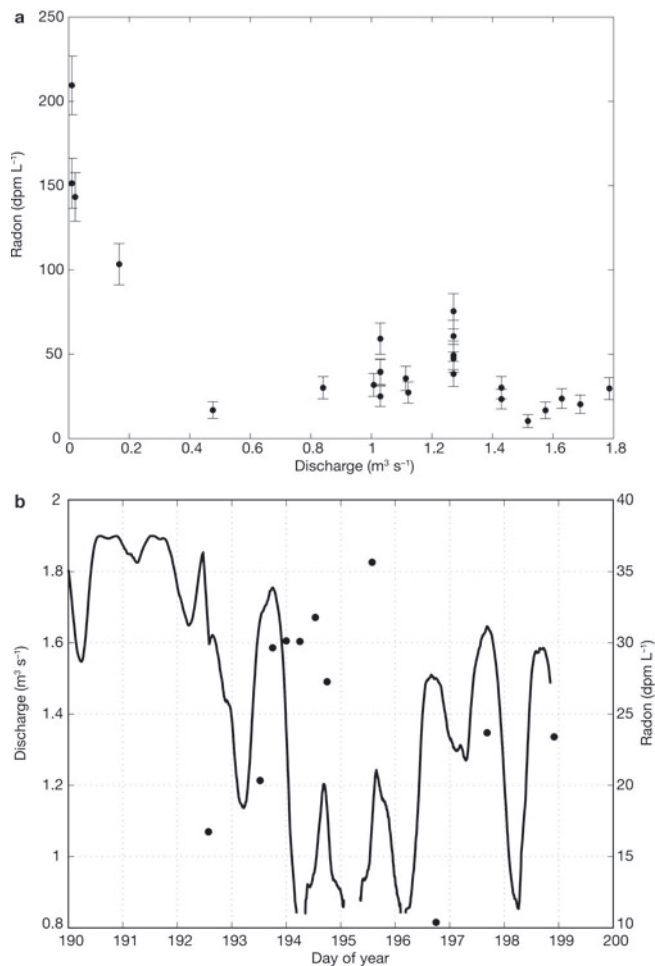 a
250
200
150
100
50
0
Radon (dpm L⁻¹)
0 0.2 0.4 0.6 0.8 1 1.2 1.4 1.6 1.8
Discharge (m³ s⁻¹)
b
2
1.8
1.6
1.4
1.2
1
0.8
Discharge (m³ s⁻¹)
40
35
30
25
20
15
10
Radon (dpm L⁻¹)
190 191 192 193 194 195 196 197 198 199 200
Day of year